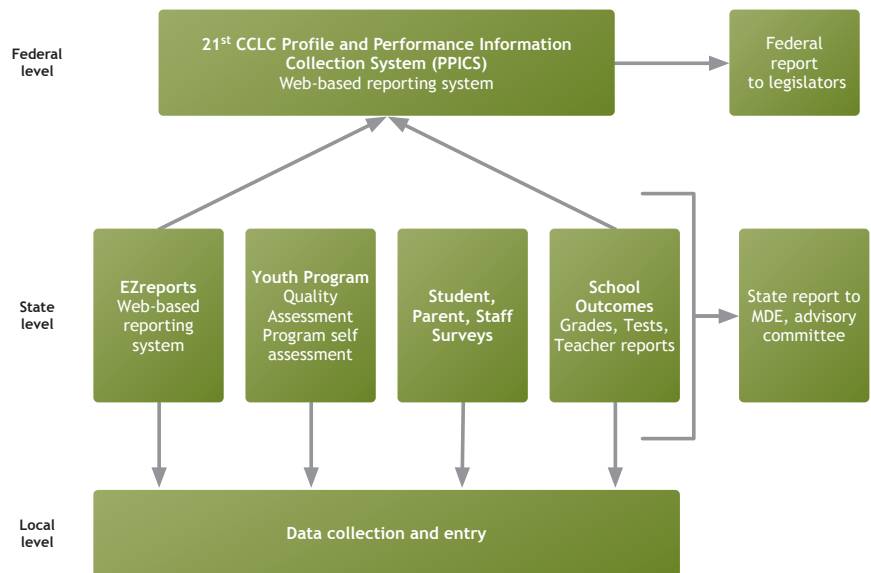 Federal
level
21st CCLC Profile and Performance Information
Collection System (PPICS)
Web-based reporting system
Federal
report
to legislators
State
level
EZreports
Web-based
reporting
system
Youth Program
Quality
Assessment
Program self
assessment
Student,
Parent, Staff
Surveys
School
Outcomes
Grades, Tests,
Teacher reports
State report to
MDE, advisory
committee
Local
level
Data collection and entry